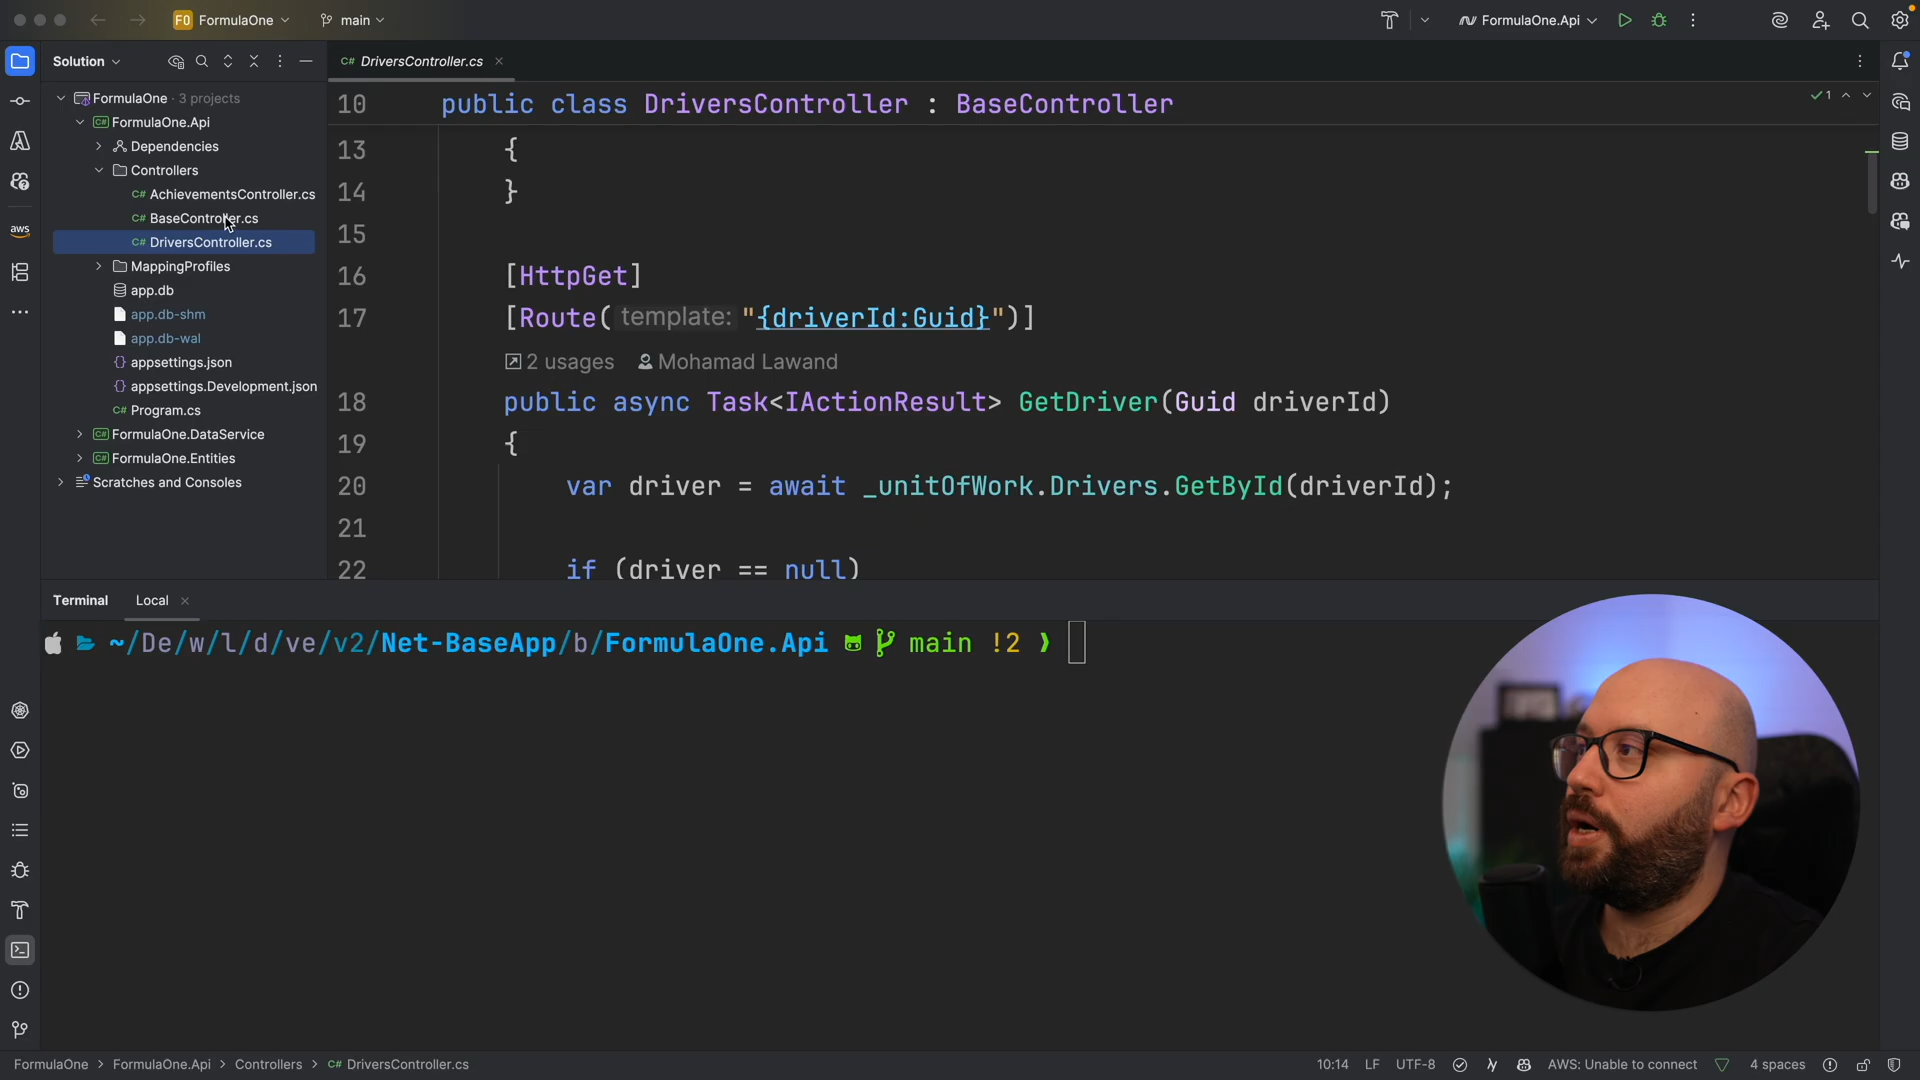 FO FormulaOne main FormulaOne.Api
Solution
C# DriversController.cs
FormulaOne · 3 projects
C# FormulaOne.Api
Dependencies
Controllers
C# AchievementsController.cs
C# BaseController.cs
C# DriversController.cs
MappingProfiles
app.db
app.db-shm
app.db-wal
{} appsettings.json
{} appsettings.Development.json
C# Program.cs
C# FormulaOne.DataService
C# FormulaOne.Entities
Scratches and Consoles
aws
10 public class DriversController : BaseController
1
13 {
14 }
15
16 [HttpGet]
17 [Route( template: "{driverId:Guid}")]
2 usages Mohamad Lawand
18 public async Task<IActionResult> GetDriver(Guid driverId)
19 {
20 var driver = await _unitOfWork.Drivers.GetById(driverId);
21
22 if (driver == null)
Terminal Local
~/De/w/l/d/ve/v2/Net-BaseApp/b/FormulaOne.Api main !2 ❯
FormulaOne > FormulaOne.Api > Controllers > C# DriversController.cs
10:14 LF UTF-8 AWS: Unable to connect 4 spaces